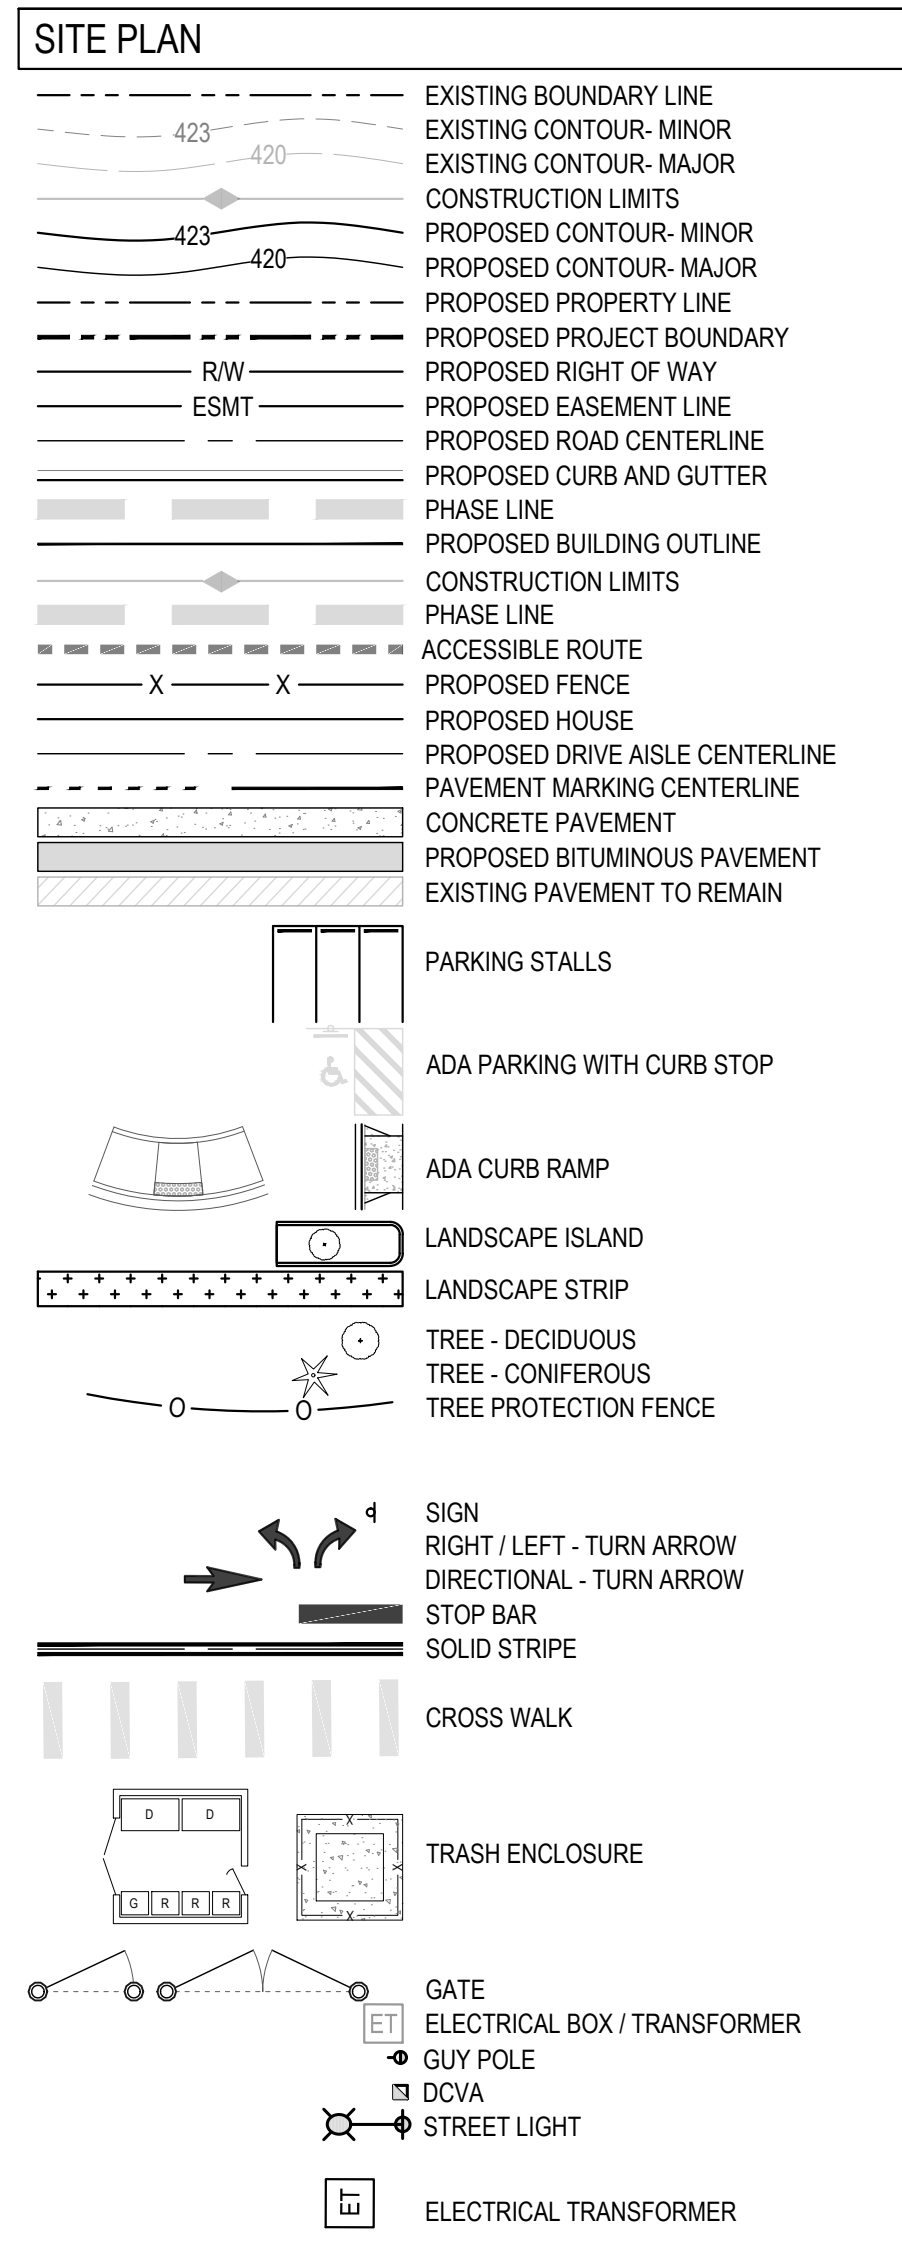 SITE PLAN
EXISTING BOUNDARY LINE
423 EXISTING CONTOUR- MINOR
420 EXISTING CONTOUR- MAJOR
CONSTRUCTION LIMITS
423 PROPOSED CONTOUR- MINOR
420 PROPOSED CONTOUR- MAJOR
PROPOSED PROPERTY LINE
PROPOSED PROJECT BOUNDARY
R/W PROPOSED RIGHT OF WAY
ESMT PROPOSED EASEMENT LINE
PROPOSED ROAD CENTERLINE
PROPOSED CURB AND GUTTER
PHASE LINE
PROPOSED BUILDING OUTLINE
CONSTRUCTION LIMITS
PHASE LINE
ACCESSIBLE ROUTE
X X PROPOSED FENCE
PROPOSED HOUSE
PROPOSED DRIVE AISLE CENTERLINE
PAVEMENT MARKING CENTERLINE
CONCRETE PAVEMENT
PROPOSED BITUMINOUS PAVEMENT
EXISTING PAVEMENT TO REMAIN
PARKING STALLS
ADA PARKING WITH CURB STOP
ADA CURB RAMP
LANDSCAPE ISLAND
LANDSCAPE STRIP
TREE - DECIDUOUS
TREE - CONIFEROUS
O O TREE PROTECTION FENCE
SIGN
RIGHT / LEFT - TURN ARROW
DIRECTIONAL - TURN ARROW
STOP BAR
SOLID STRIPE
CROSS WALK
D D X
X X TRASH ENCLOSURE
G R R R X
GATE
ET ELECTRICAL BOX / TRANSFORMER
GUY POLE
DCVA
STREET LIGHT
ET ELECTRICAL TRANSFORMER